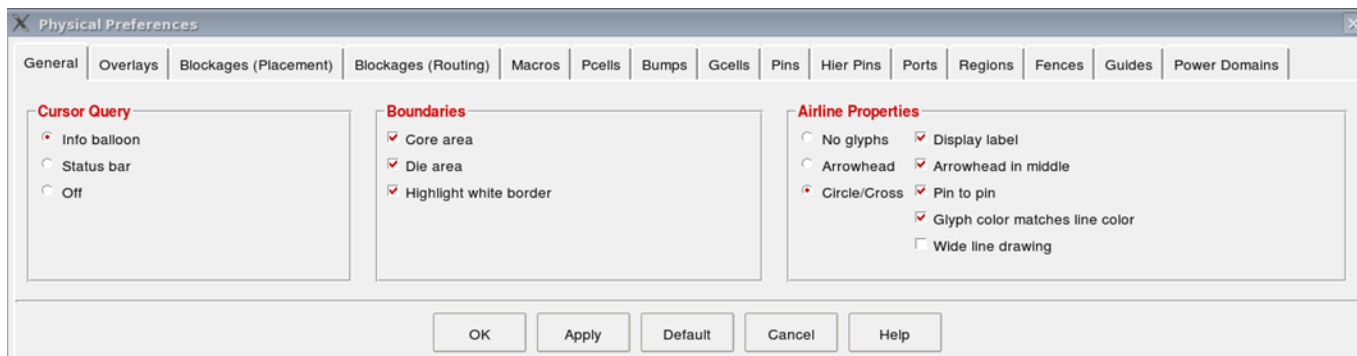 Physical Preferences
General Overlays Blockages (Placement) Blockages (Routing) Macros Pcells Bumps Gcells Pins Hier Pins Ports Regions Fences Guides Power Domains
Cursor Query
Info balloon
Status bar
Off
Boundaries
Core area
Die area
Highlight white border
Airline Properties
No glyphs Display label
Arrowhead Arrowhead in middle
Circle/Cross Pin to pin
Glyph color matches line color
Wide line drawing
OK Apply Default Cancel Help